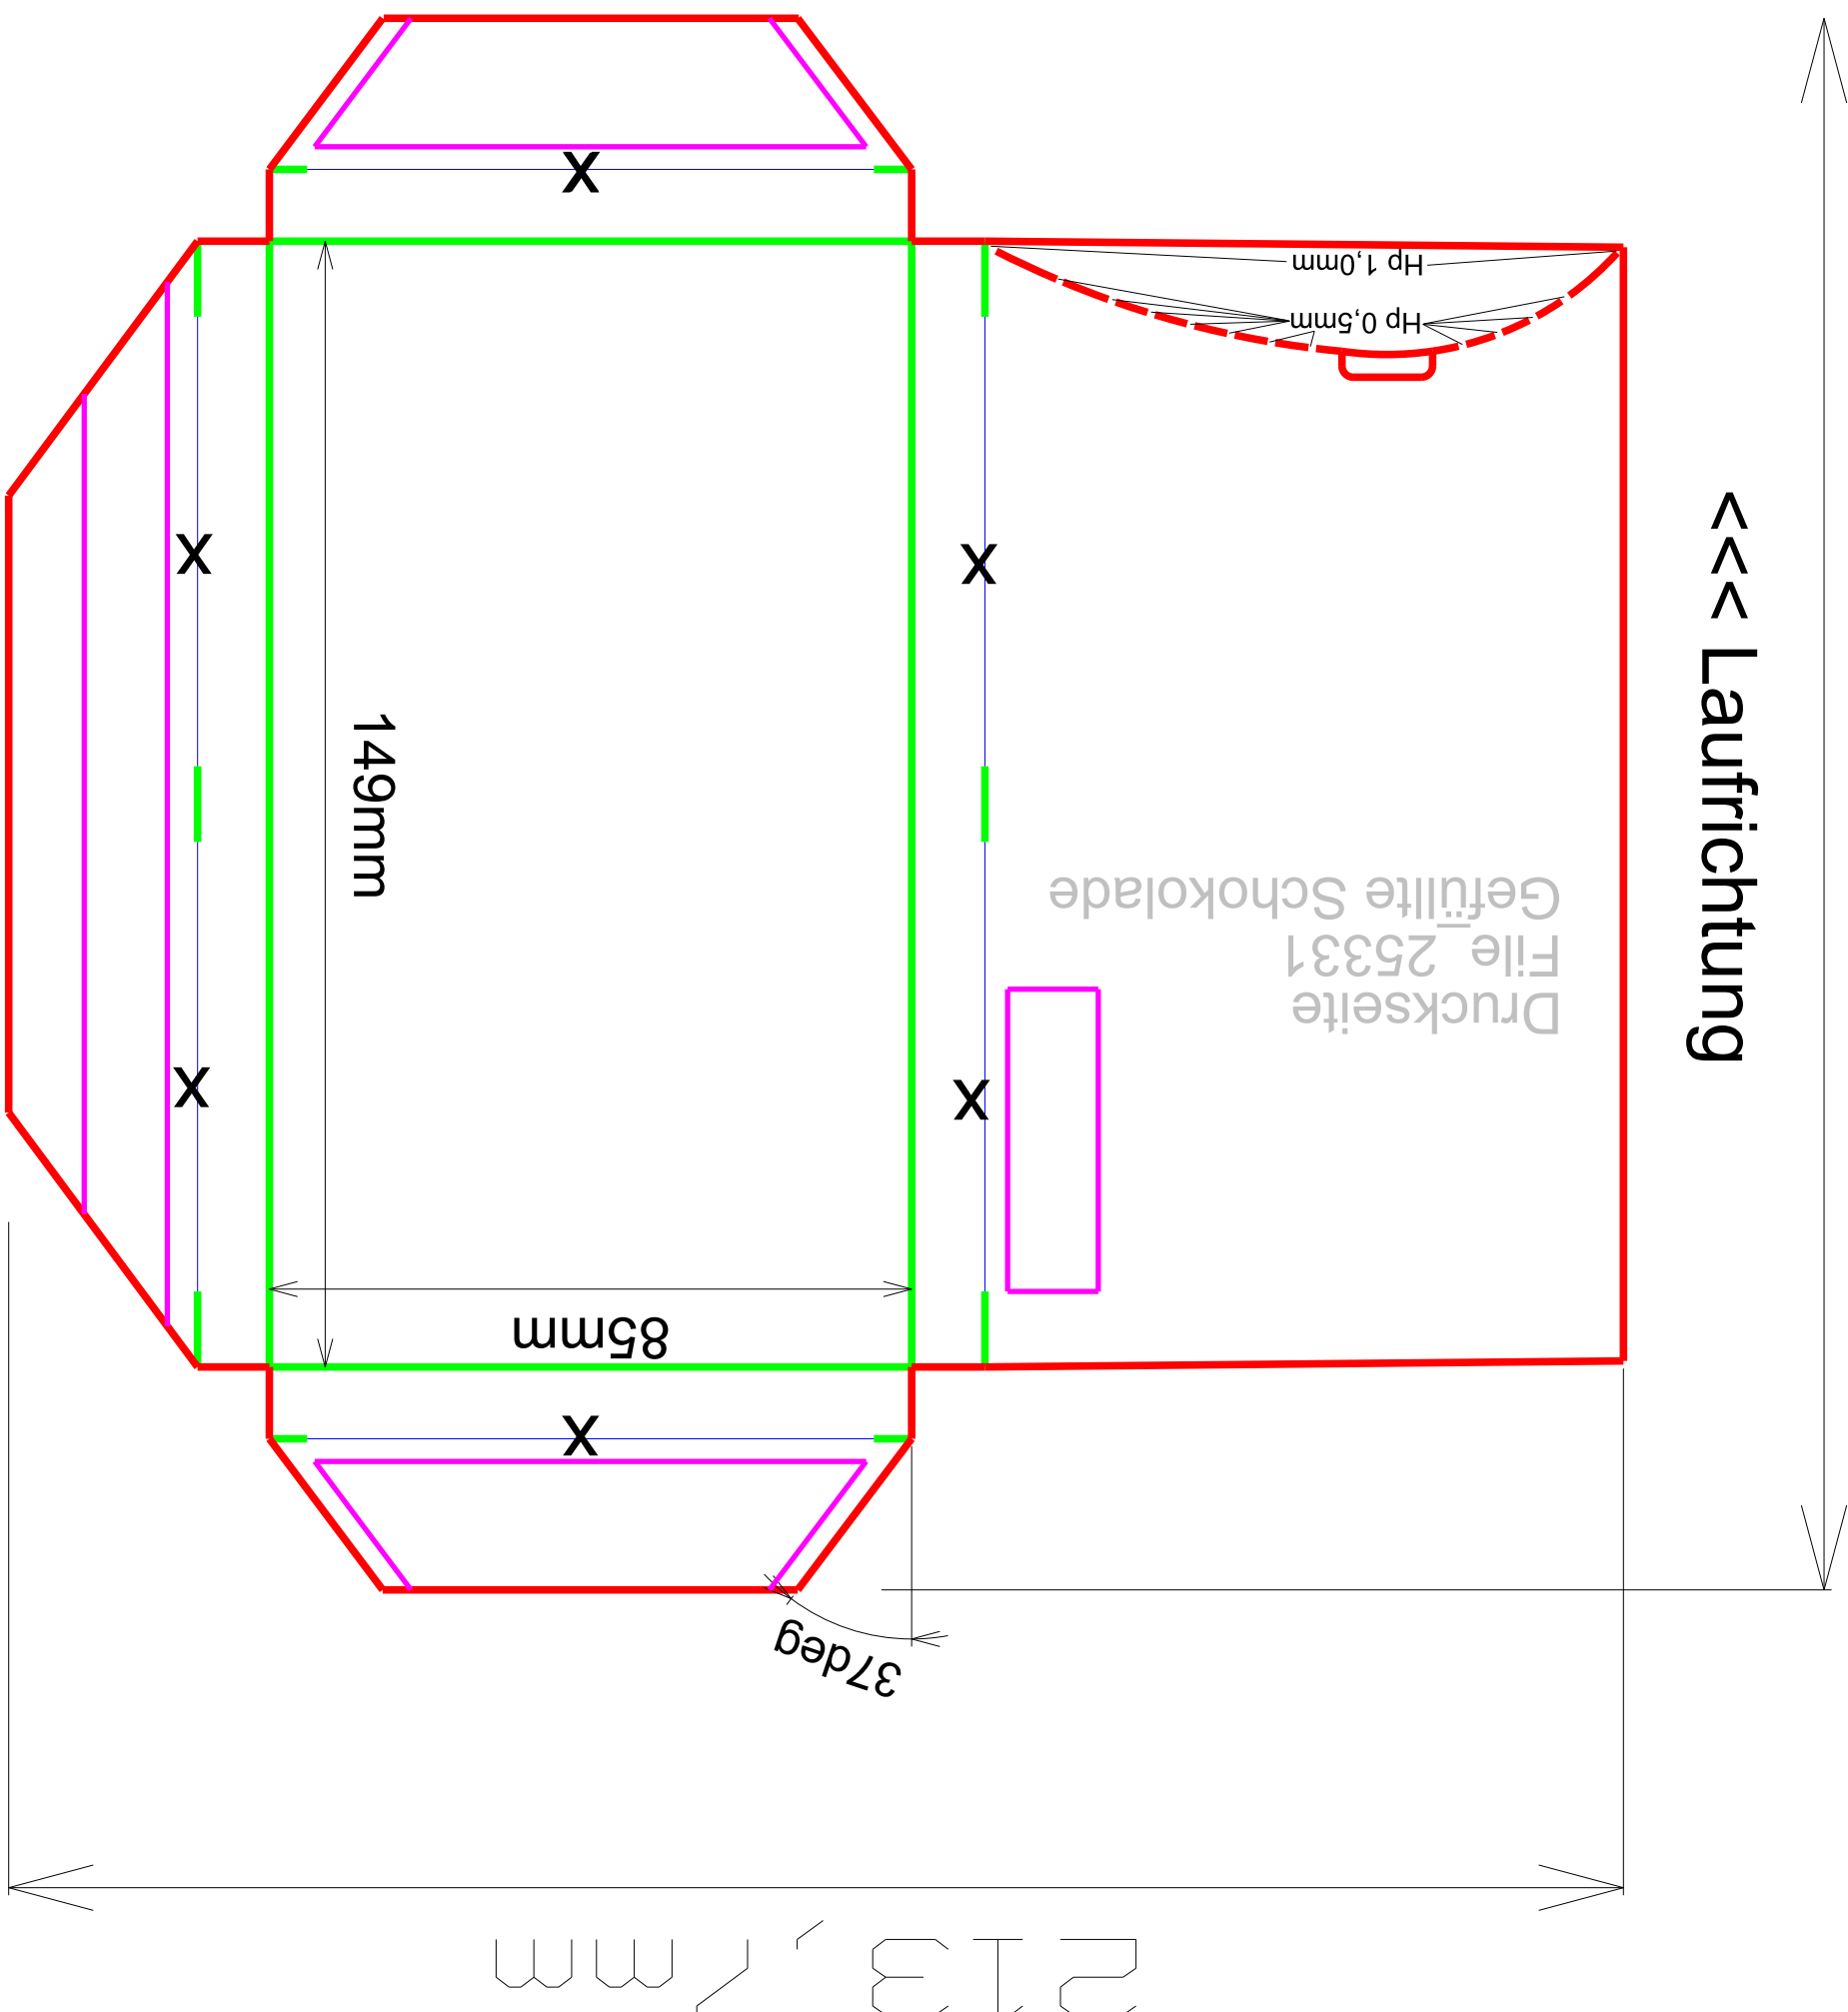 X
Hp 1,0mm
Hp 0,5mm
<<< Laufrichtung
X
X
149mm
Druckseite
File_25331
Gefüllte Schokolade
X
X
85mm
X
37deg
213,7mm